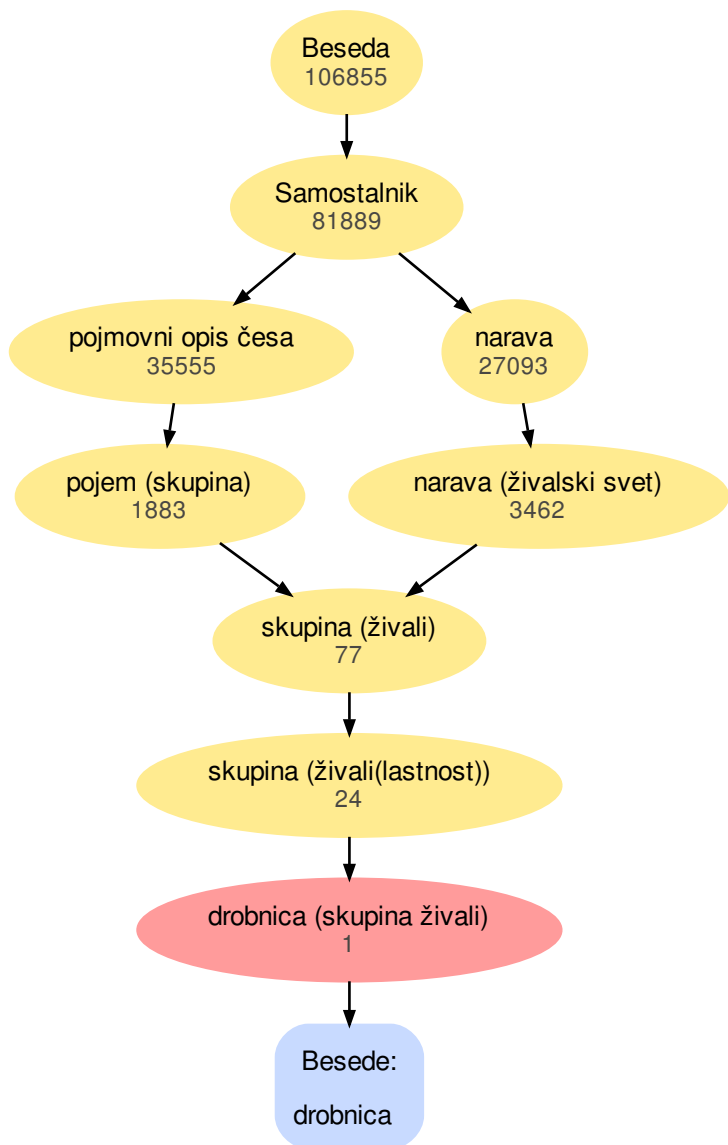 Beseda
106855
Samostalnik
81889
pojmovni opis česa
35555
narava
27093
pojem (skupina)
1883
narava (živalski svet)
3462
skupina (živali)
77
skupina (živali(lastnost))
24
drobnica (skupina živali)
1
Besede:
drobnica